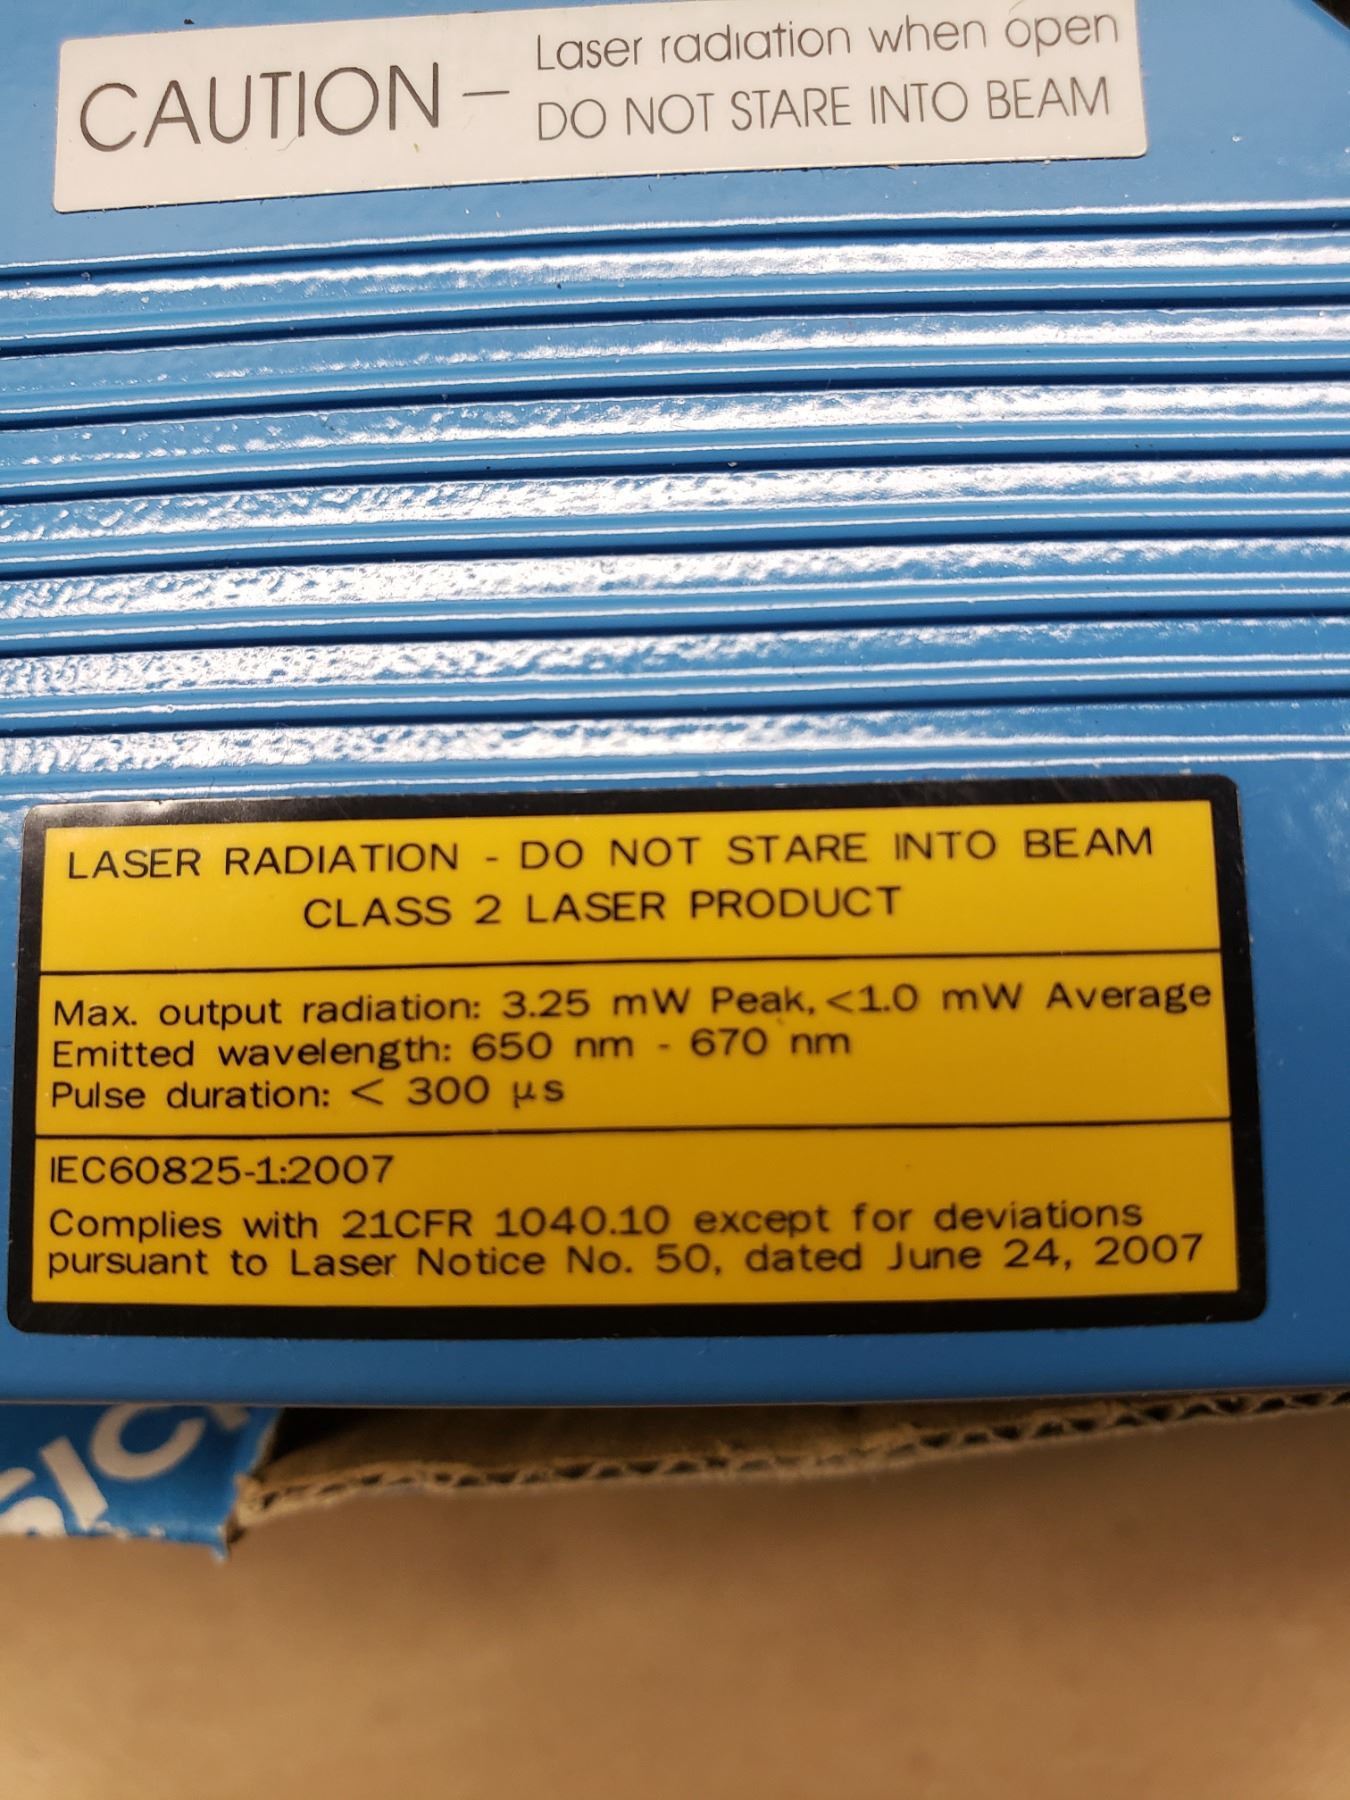 CAUTION – Laser radiation when open
DO NOT STARE INTO BEAM
LASER RADIATION - DO NOT STARE INTO BEAM
CLASS 2 LASER PRODUCT
Max. output radiation: 3.25 mW Peak, <1.0 mW Average
Emitted wavelength: 650 nm - 670 nm
Pulse duration: < 300 µs
IEC60825-1:2007
Complies with 21CFR 1040.10 except for deviations
pursuant to Laser Notice No. 50, dated June 24, 2007
SIC